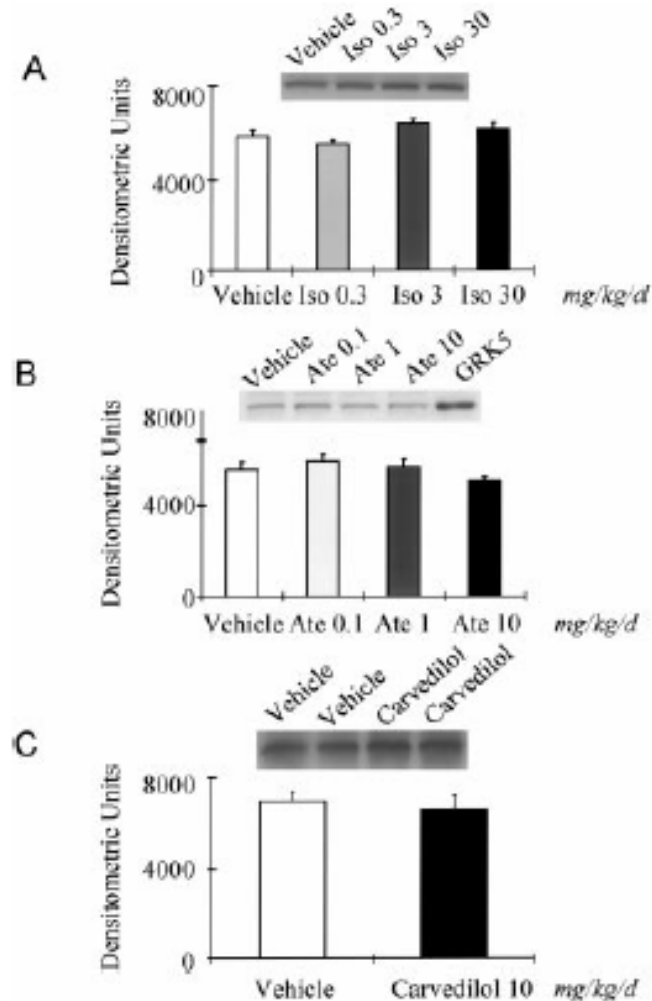 A
Vehicle Iso 0.3 Iso 3 Iso 30
Densitometric Units
8000
4000
0
Vehicle Iso 0.3 Iso 3 Iso 30 mg/kg/d
B
Vehicle Ate 0.1 Ate 1 Ate 10 GRK5
Densitometric Units
8000
4000
0
Vehicle Ate 0.1 Ate 1 Ate 10 mg/kg/d
C
Vehicle Vehicle Carvedilol Carvedilol
Densitometric Units
8000
4000
0
Vehicle Carvedilol 10 mg/kg/d